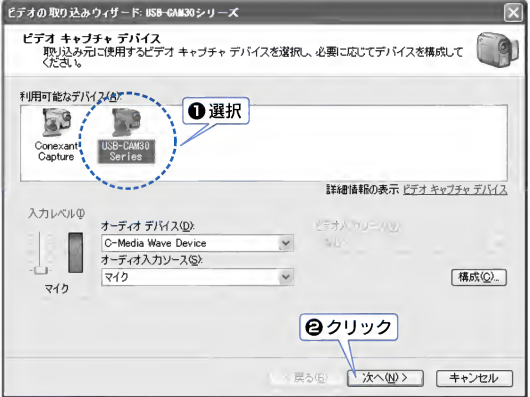 ビデオの取り込みウィザード: USB-CAM30シリーズ
ビデオ キャプチャ デバイス
取り込み元に使用するビデオ キャプチャ デバイスを選択し、必要に応じてデバイスを構成して
ください。
利用可能なデバイス(A):
❶選択
Conexant
Capture
USB-CAM30
Series
詳細情報の表示 ビデオ キャプチャ デバイス
入力レベル(I)
オーディオ デバイス(D):
ビデオ入力ソース(V):
C-Media Wave Device
オーディオ入力ソース(S):
マイク
マイク
構成(C)...
❷クリック
< 戻る(B)
次へ(N) >
キャンセル